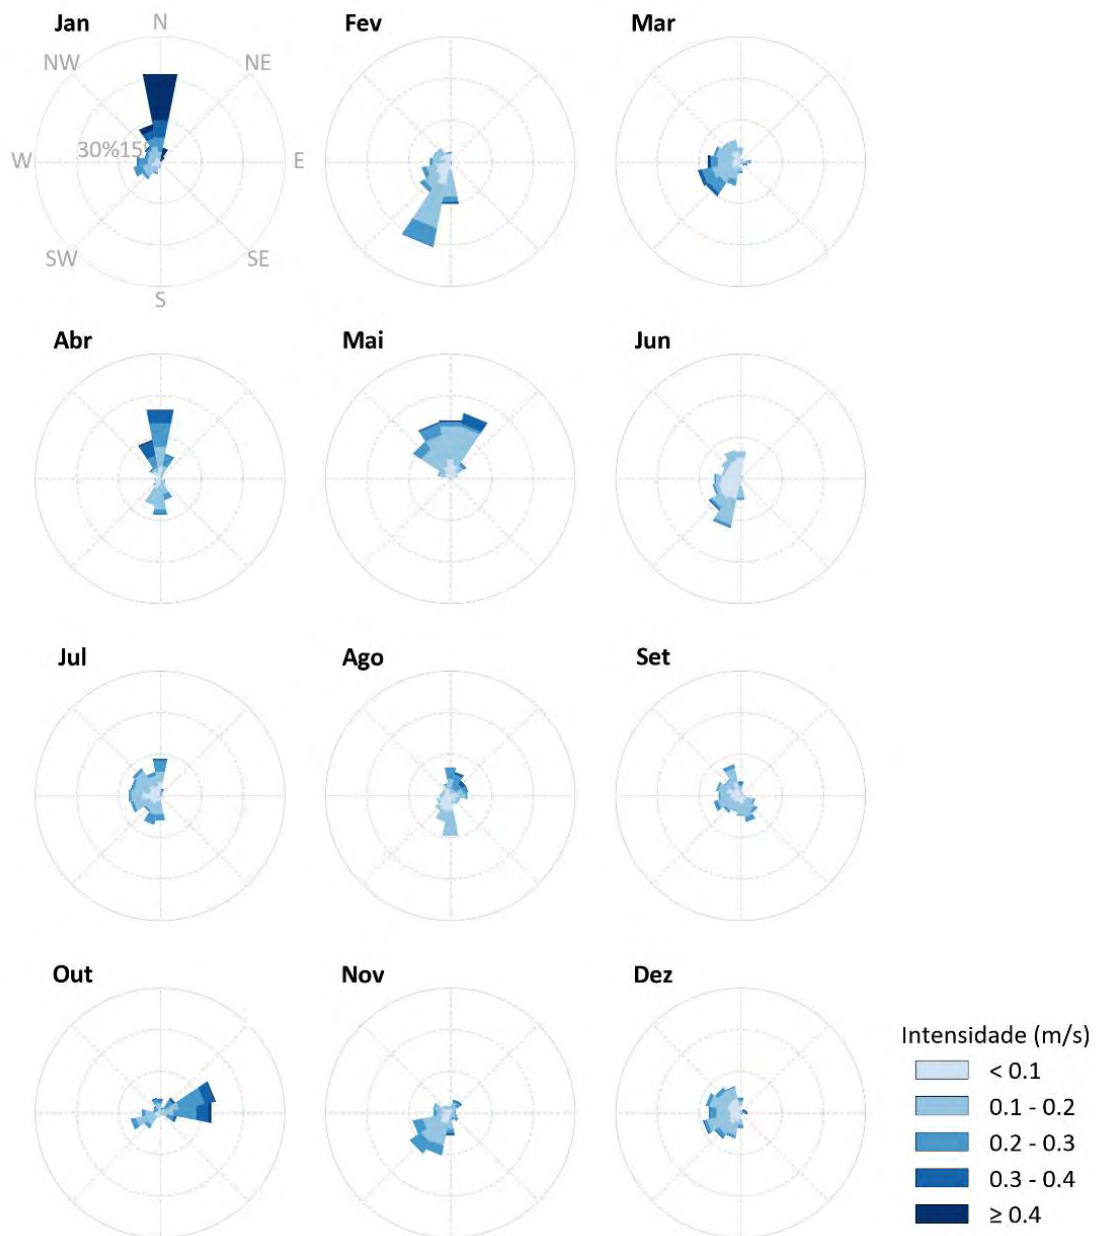 Jan
N
Fev
Mar
NW
NE
W
30%15
E
SW
SE
S
Abr
Mai
Jun
Jul
Ago
Set
Out
Nov
Dez
Intensidade (m/s)
< 0.1
0.1 - 0.2
0.2 - 0.3
0.3 - 0.4
≥ 0.4